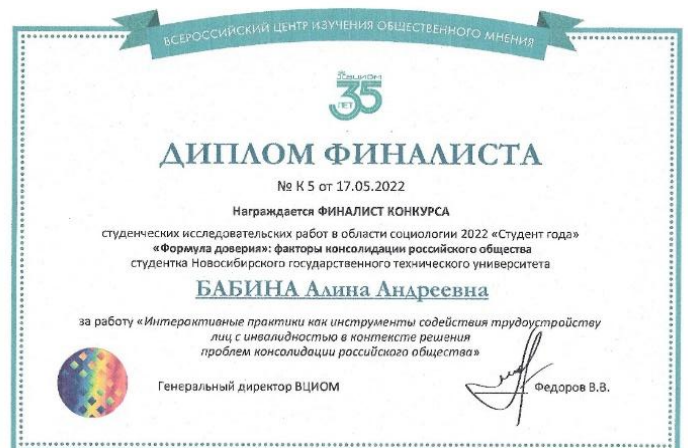 ВСЕРОССИЙСКИЙ ЦЕНТР ИЗУЧЕНИЯ ОБЩЕСТВЕННОГО МНЕНИЯ
ВЦИОМ
35
ЛЕТ
ДИПЛОМ ФИНАЛИСТА
№ К 5 от 17.05.2022
Награждается ФИНАЛИСТ КОНКУРСА
студенческих исследовательских работ в области социологии 2022 «Студент года»
«Формула доверия»: факторы консолидации российского общества
студентка Новосибирского государственного технического университета
БАБИНА Алина Андреевна
за работу «Интерактивные практики как инструменты содействия трудоустройству
лиц с инвалидностью в контексте решения
проблем консолидации российского общества»
Генеральный директор ВЦИОМ
Федоров В.В.